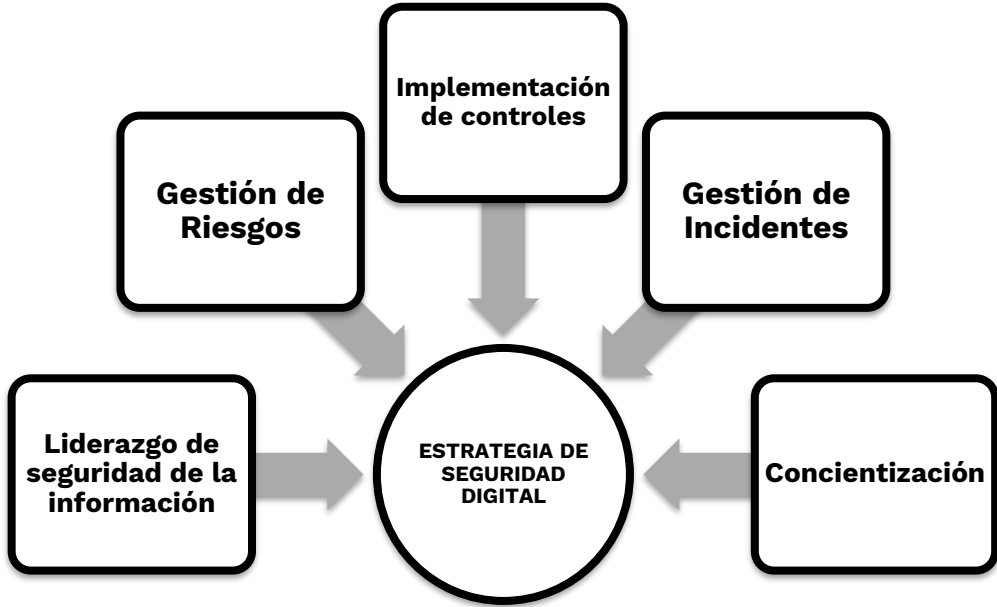 Implementación
de controles
Gestión de
Riesgos
Gestión de
Incidentes
Liderazgo de
seguridad de la
información
ESTRATEGIA DE
SEGURIDAD
DIGITAL
Concientización